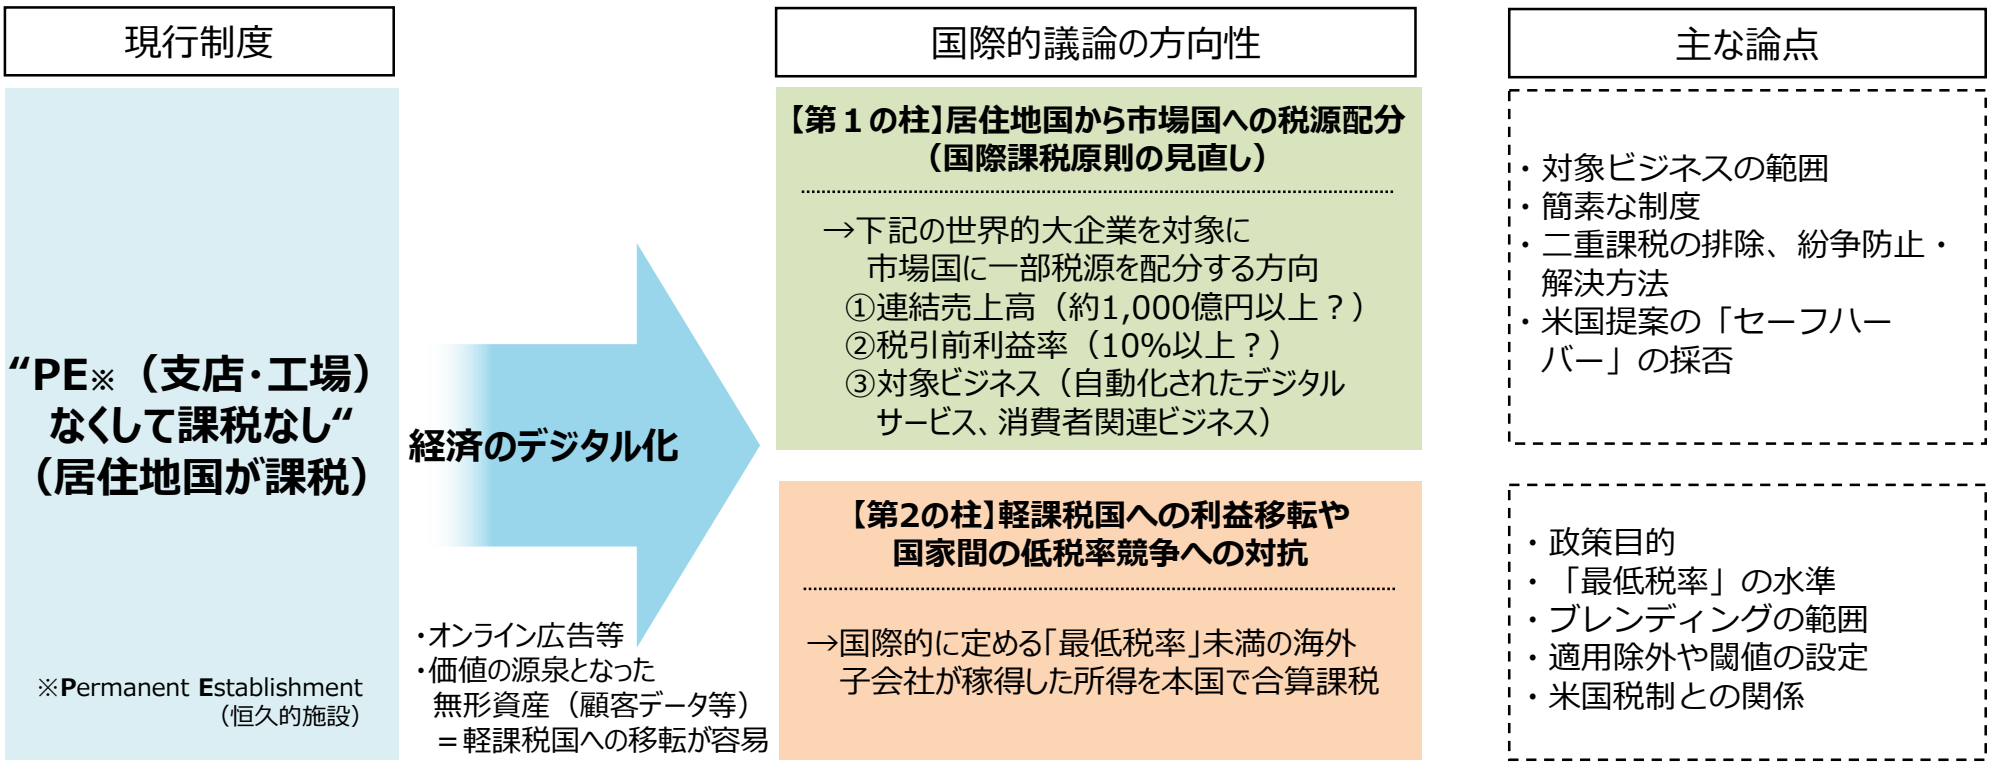 現行制度
“PE※（支店・工場）
なくして課税なし“
（居住地国が課税）
※Permanent Establishment
（恒久的施設）
経済のデジタル化
・オンライン広告等
・価値の源泉となった
無形資産（顧客データ等）
＝軽課税国への移転が容易
国際的議論の方向性
【第１の柱】居住地国から市場国への税源配分
（国際課税原則の見直し）
→下記の世界的大企業を対象に
市場国に一部税源を配分する方向
①連結売上高（約1,000億円以上？）
②税引前利益率（10%以上？）
③対象ビジネス（自動化されたデジタル
サービス、消費者関連ビジネス）
【第2の柱】軽課税国への利益移転や
国家間の低税率競争への対抗
→国際的に定める「最低税率」未満の海外
子会社が稼得した所得を本国で合算課税
主な論点
・対象ビジネスの範囲
・簡素な制度
・二重課税の排除、紛争防止・
解決方法
・米国提案の「セーフハー
バー」の採否
・政策目的
・「最低税率」の水準
・ブレンディングの範囲
・適用除外や閾値の設定
・米国税制との関係